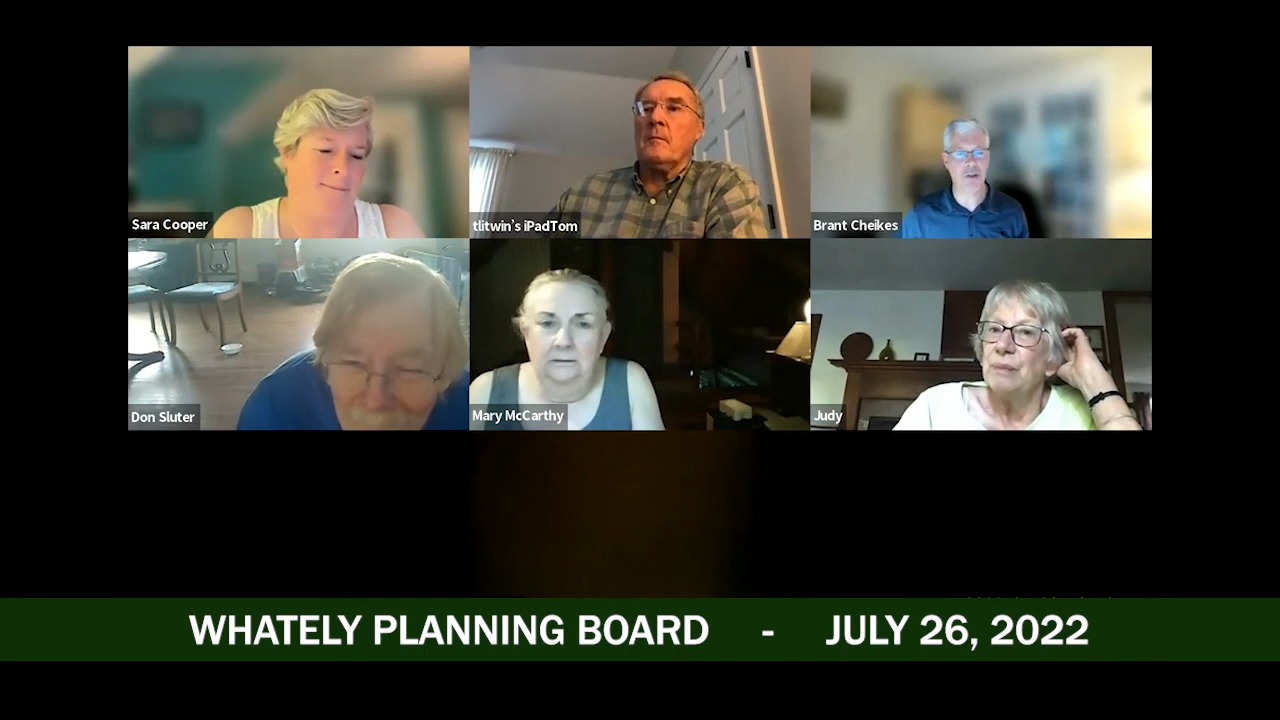 Sara Cooper
tlitwin's iPadTom
Brant Cheikes
Don Sluter
Mary McCarthy
Judy
WHATELY PLANNING BOARD - JULY 26, 2022